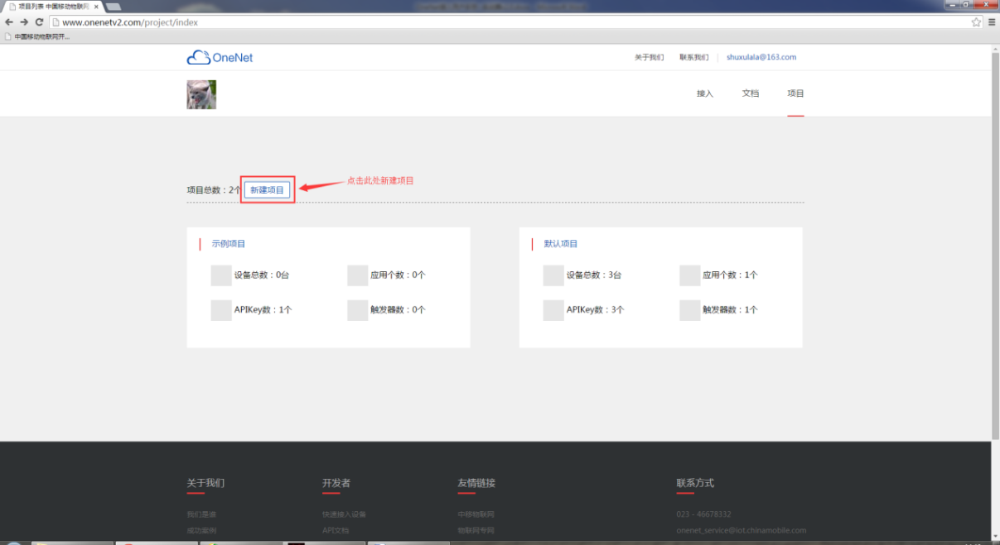 项目列表 中国移动物联网
www.onenetv2.com/project/index
中国移动物联网开...
OneNet
关于我们 联系我们 shuxulala@163.com
接入 文档 项目
项目总数：2个 新建项目 点击此处新建项目
示例项目 默认项目
设备总数：0台 应用个数：0个 设备总数：3台 应用个数：1个
APIKey数：1个 触发器数：0个 APIKey数：3个 触发器数：1个
关于我们 开发者 友情链接 联系方式
我们是谁 快速接入设备 中移物联网 023 - 46678332
成功案例 API文档 物联网专网 onenet_service@iot.chinamobile.com